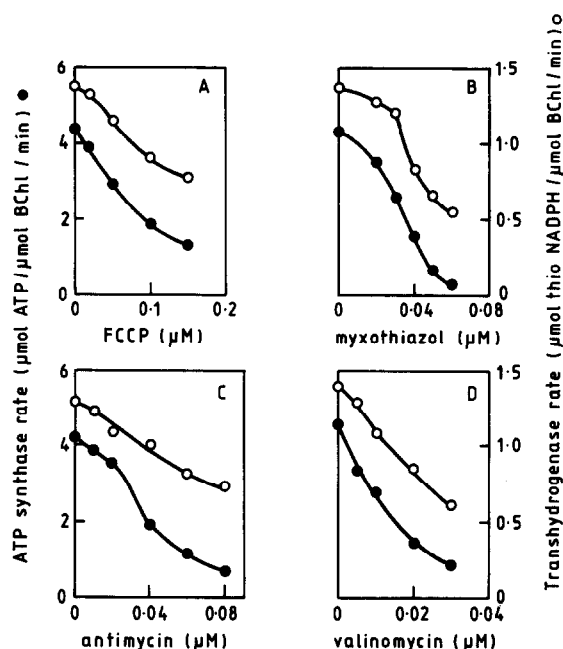 ATP synthase rate (µmol ATP/µmol BChl/min) ●
Transhydrogenase rate (µmol thio NADPH/µmol BChl/min) o
A
6
4
2
0
0 0·1 0·2
FCCP (µM)
B
1·5
1·0
0·5
0
0 0·04 0·08
myxothiazol (µM)
C
6
4
2
0
0 0·04 0·08
antimycin (µM)
D
1·5
1·0
0·5
0
0 0·02 0·04
valinomycin (µM)